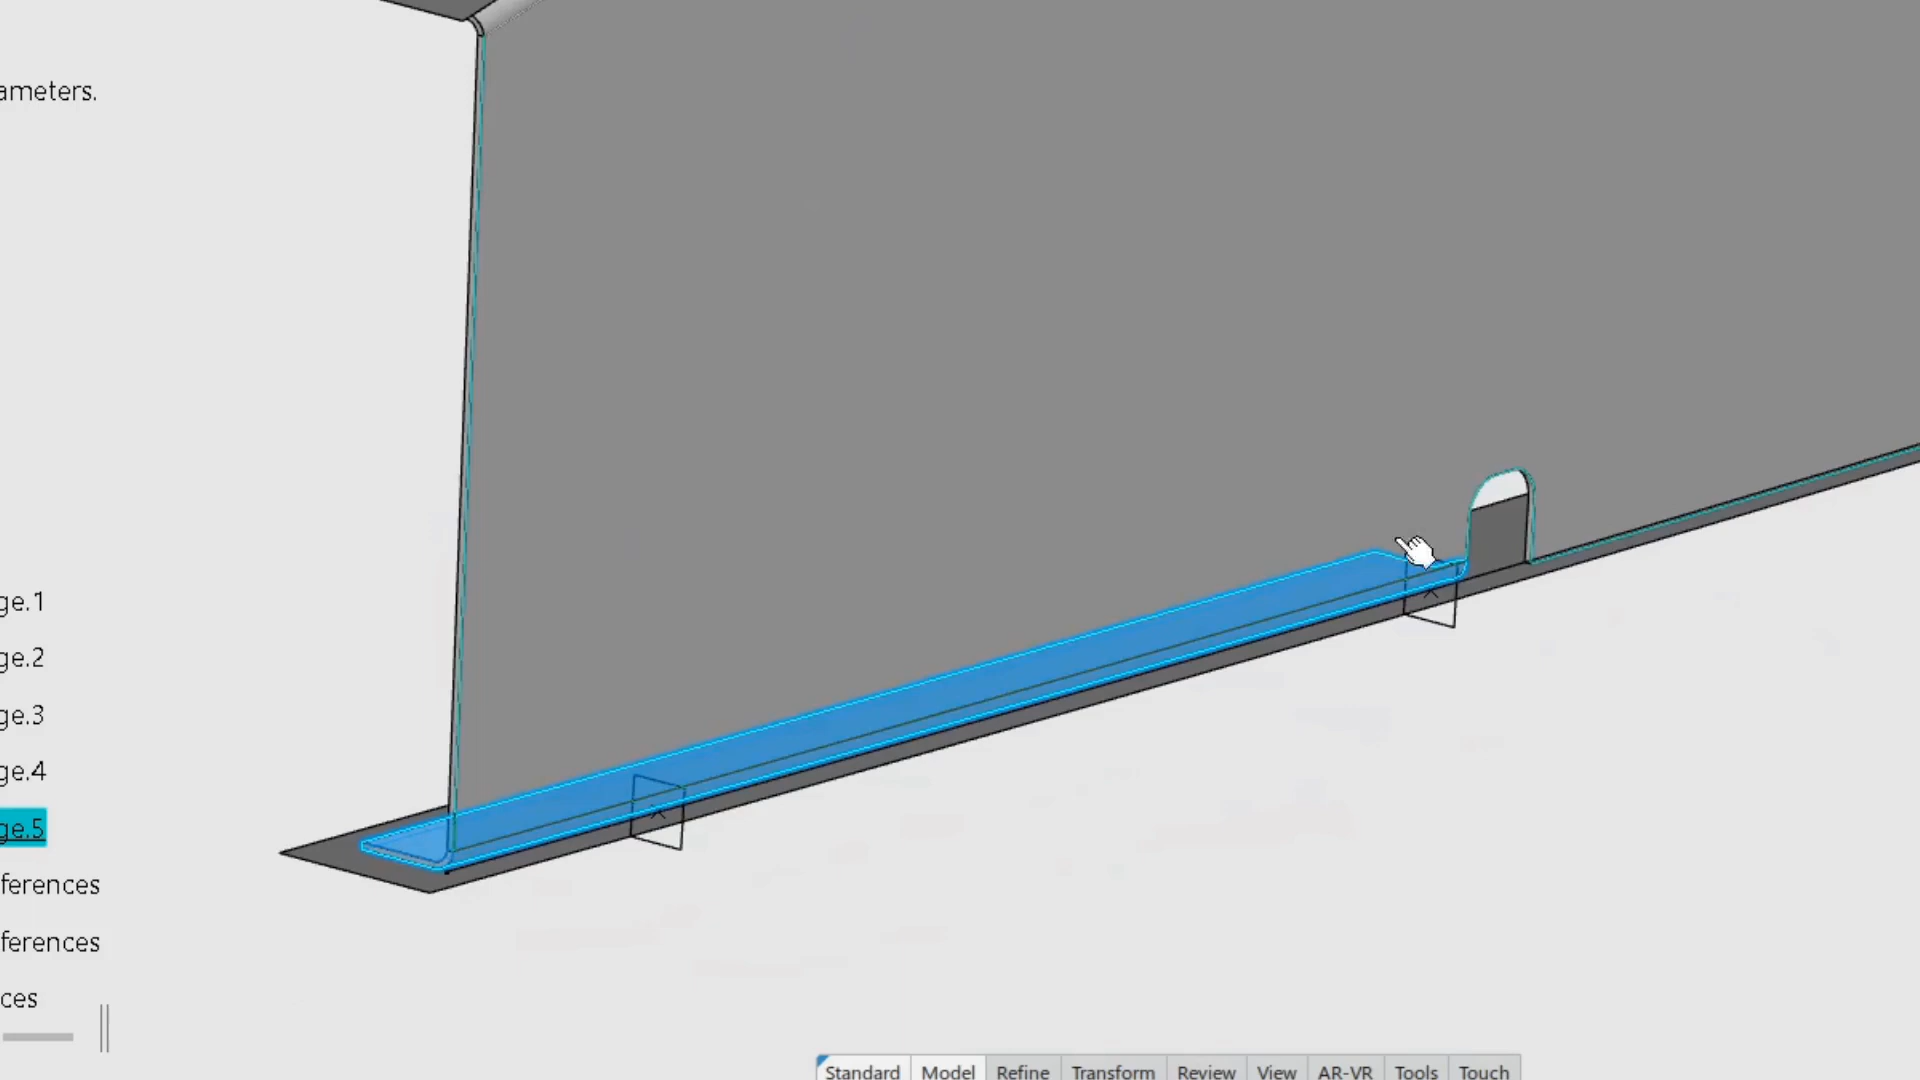 ameters.
ge.1
ge.2
ge.3
ge.4
ge.5
ferences
ferences
ces
Standard Model Refine Transform Review View AR-VR Tools Touch